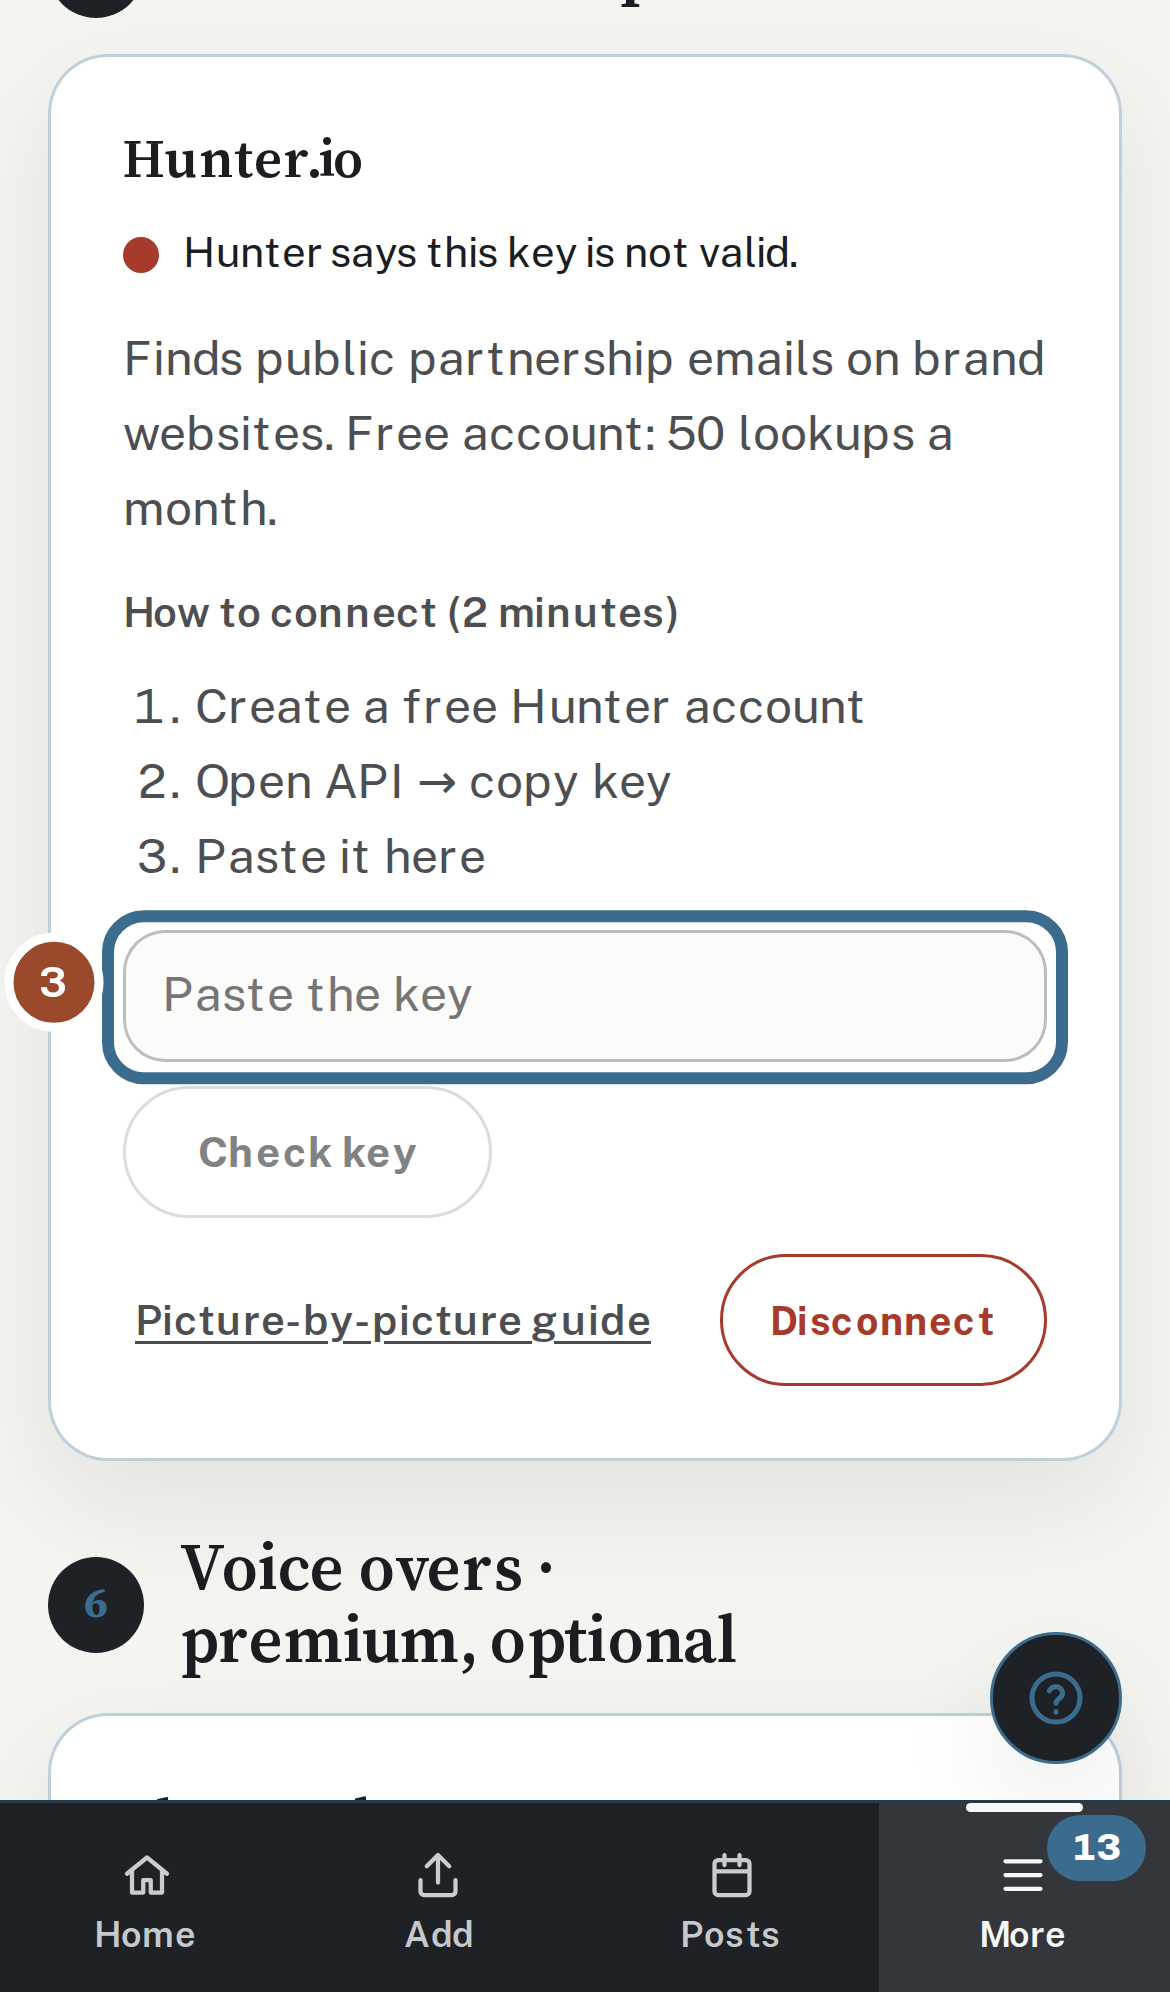 Hunter.io
Hunter says this key is not valid.
Finds public partnership emails on brand
websites. Free account: 50 lookups a
month.
How to connect (2 minutes)
1. Create a free Hunter account
2. Open API → copy key
3. Paste it here
3
Paste the key
Check key
Picture-by-picture guide
Disconnect
6
Voice overs ·
premium, optional
13
Home
Add
Posts
More